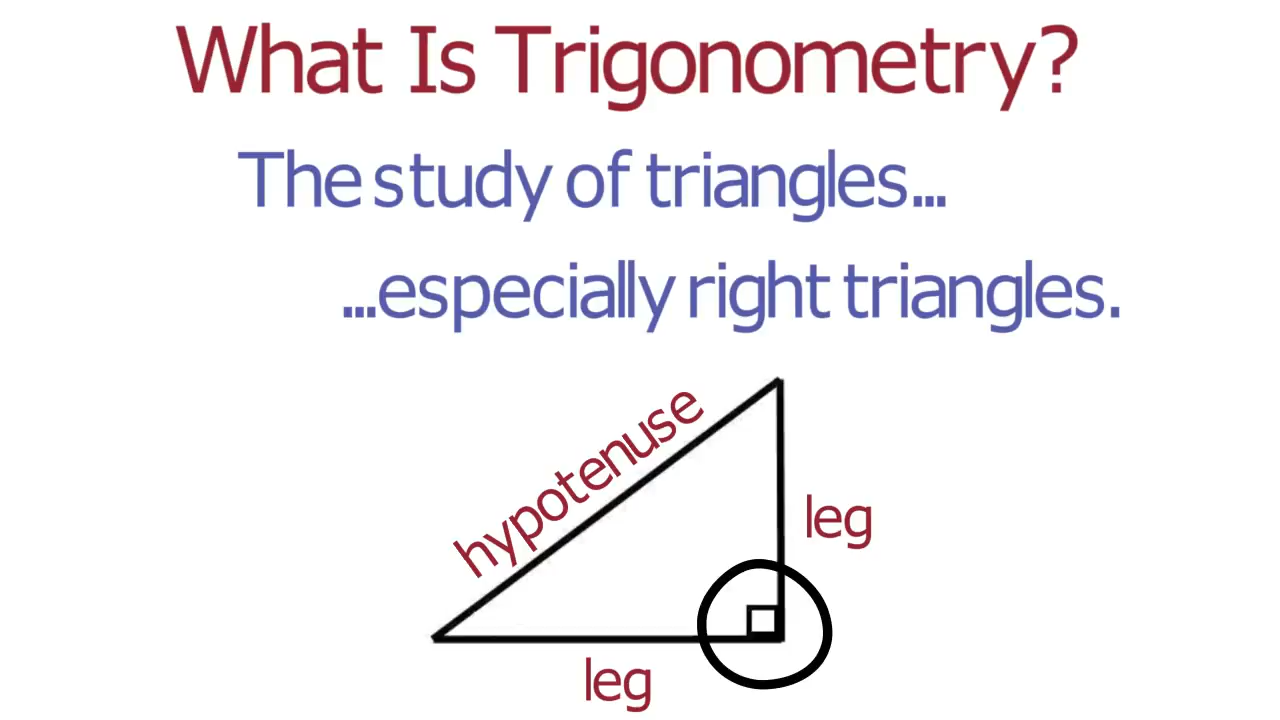 What Is Trigonometry?
The study of triangles...
...especially right triangles.
hypotenuse
leg
leg